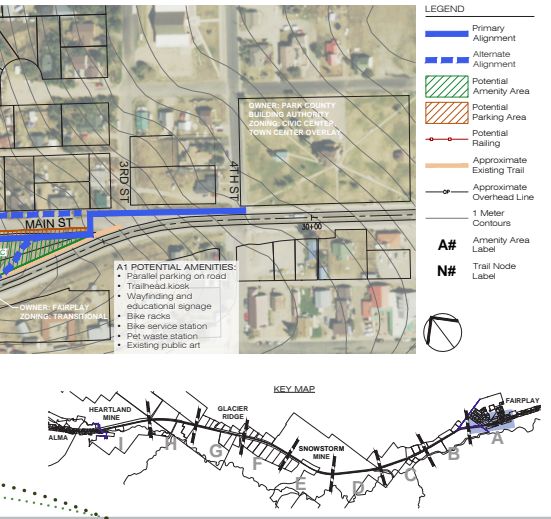 LEGEND
Primary
Alignment
Alternate
Alignment
Potential
Amenity Area
Potential
Parking Area
Potential
Railing
Approximate
Existing Trail
OP
Approximate
Overhead Line
1 Meter
Contours
A#
Amenity Area
Label
N#
Trail Node
Label
OWNER: PARK COUNTY
BUILDING AUTHORITY
ZONING: CIVIC CENTER,
TOWN CENTER OVERLAY
3RD ST
4TH ST
MAIN ST
30+00
OWNER: FAIRPLAY
ZONING: TRANSITIONAL
A1 POTENTIAL AMENITIES:
• Parallel parking on road
• Trailhead kiosk
• Wayfinding and
educational signage
• Bike racks
• Bike service station
• Pet waste station
• Existing public art
KEY MAP
ALMA
HEARTLAND
MINE
GLACIER
RIDGE
SNOWSTORM
MINE
FAIRPLAY
I
H
G
F
E
D
C
B
A